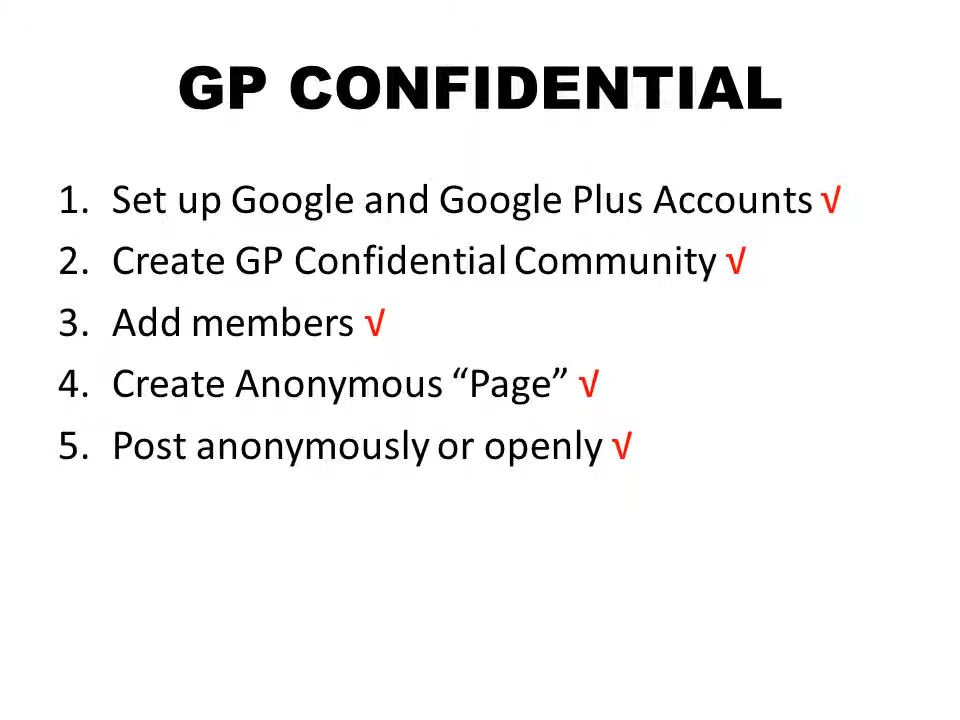 GP CONFIDENTIAL
1. Set up Google and Google Plus Accounts √
2. Create GP Confidential Community √
3. Add members √
4. Create Anonymous “Page” √
5. Post anonymously or openly √